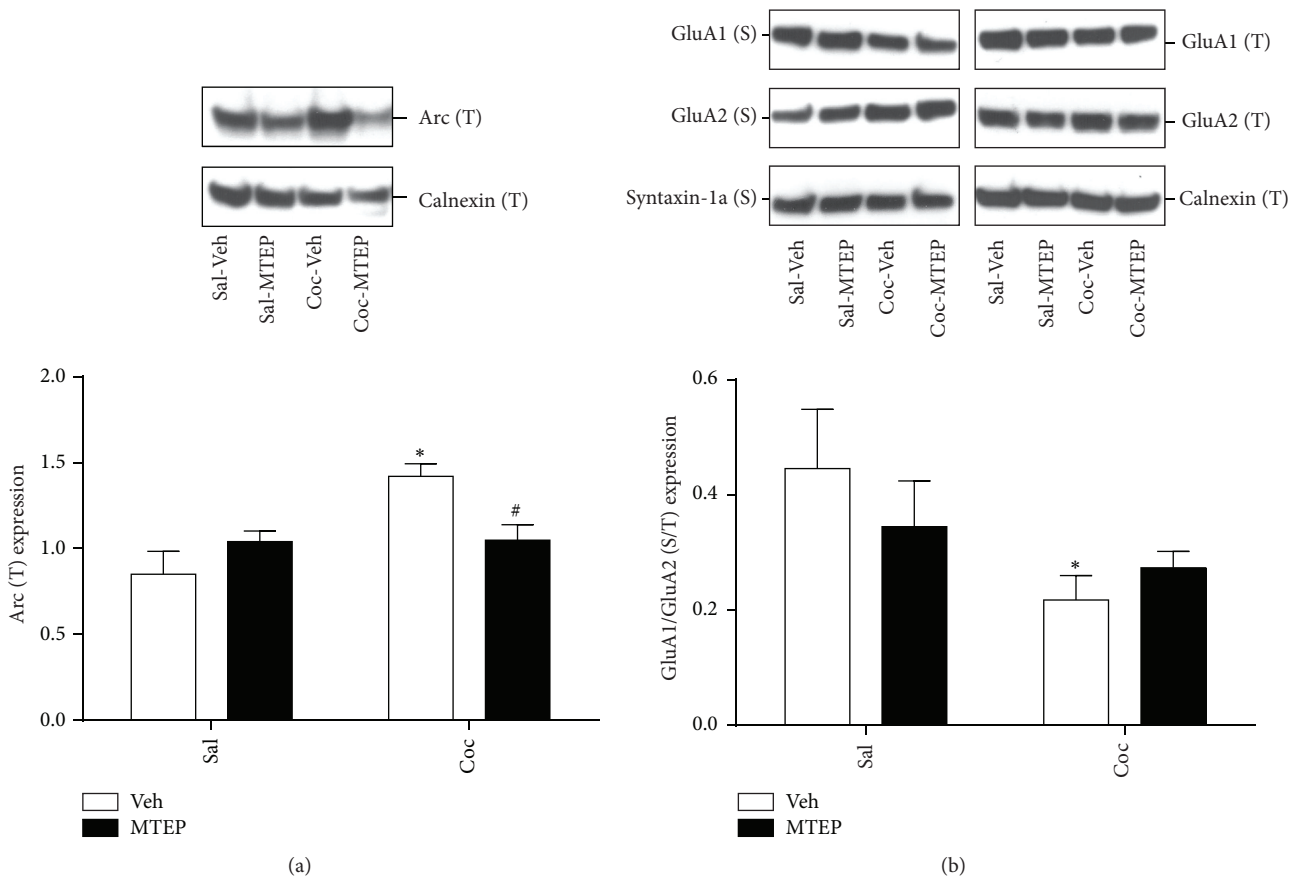 Arc (T)
Calnexin (T)
Sal-Veh
Sal-MTEP
Coc-Veh
Coc-MTEP
2.0
1.5
1.0
0.5
0.0
Arc (T) expression
*
#
Sal
Coc
Veh
MTEP
(a)
GluA1 (S)
GluA1 (T)
GluA2 (S)
GluA2 (T)
Syntaxin-1a (S)
Calnexin (T)
Sal-Veh
Sal-MTEP
Coc-Veh
Coc-MTEP
Sal-Veh
Sal-MTEP
Coc-Veh
Coc-MTEP
0.6
0.4
0.2
0.0
GluA1/GluA2 (S/T) expression
*
Sal
Coc
Veh
MTEP
(b)